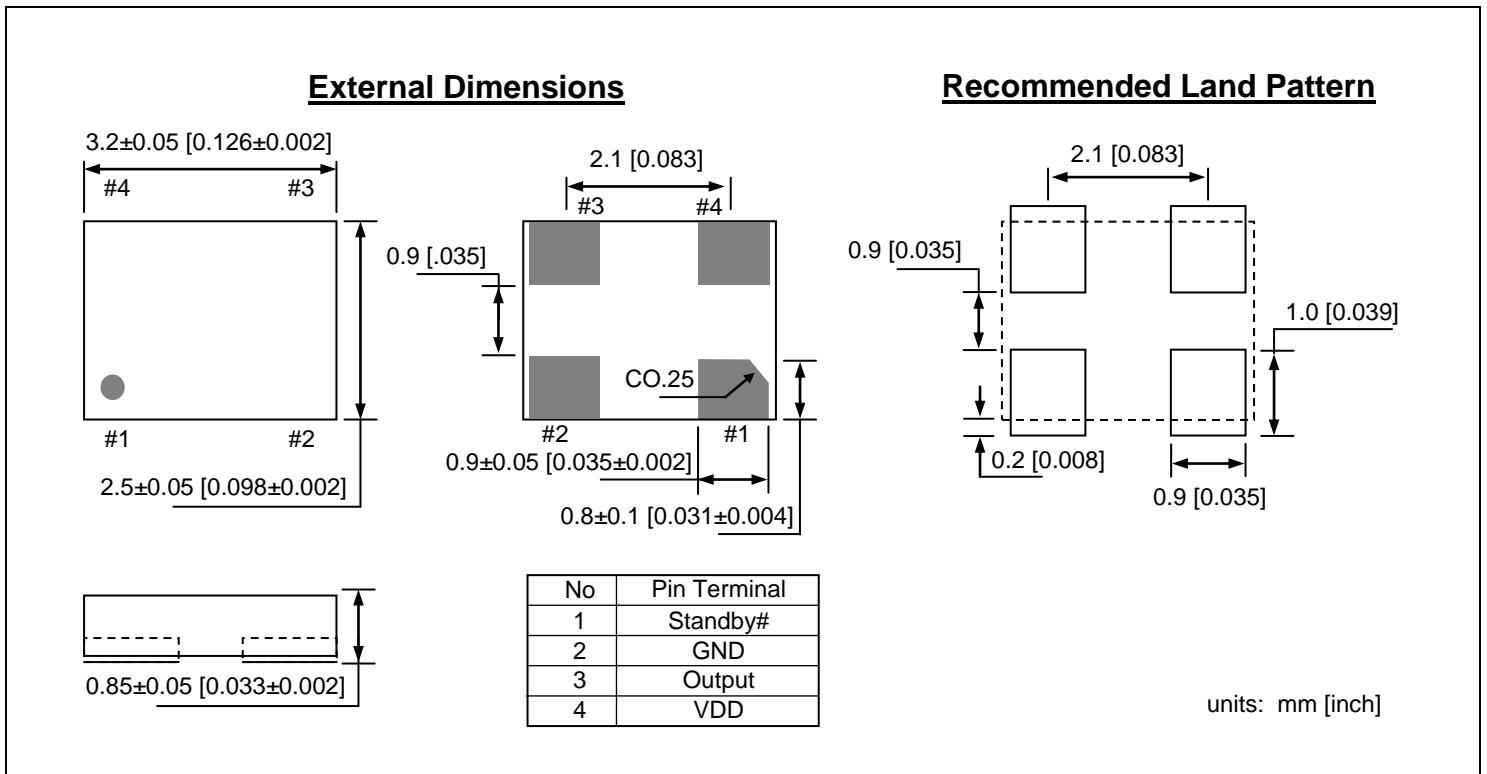 External Dimensions
Recommended Land Pattern
3.2±0.05 [0.126±0.002]
#4 #3
#1 #2
2.5±0.05 [0.098±0.002]
2.1 [0.083]
#3 #4
0.9 [.035]
CO.25
#2 #1
0.9±0.05 [0.035±0.002]
0.8±0.1 [0.031±0.004]
2.1 [0.083]
0.9 [0.035]
1.0 [0.039]
0.2 [0.008]
0.9 [0.035]
0.85±0.05 [0.033±0.002]
No Pin Terminal
1 Standby#
2 GND
3 Output
4 VDD
units: mm [inch]